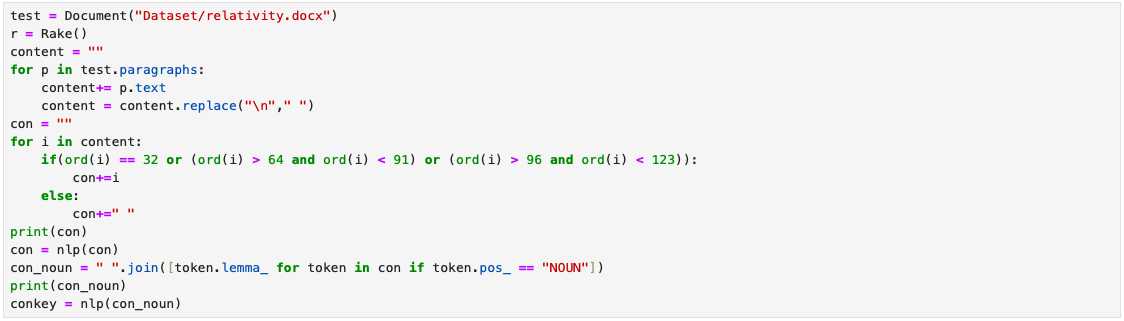 test = Document("Dataset/relativity.docx")
r = Rake()
content = ""
for p in test.paragraphs:
    content+= p.text
    content = content.replace("\n"," ")
con = ""
for i in content:
    if(ord(i) == 32 or (ord(i) > 64 and ord(i) < 91) or (ord(i) > 96 and ord(i) < 123)):
        con+=i
    else:
        con+=" "
print(con)
con = nlp(con)
con_noun = " ".join([token.lemma_ for token in con if token.pos_ == "NOUN"])
print(con_noun)
conkey = nlp(con_noun)